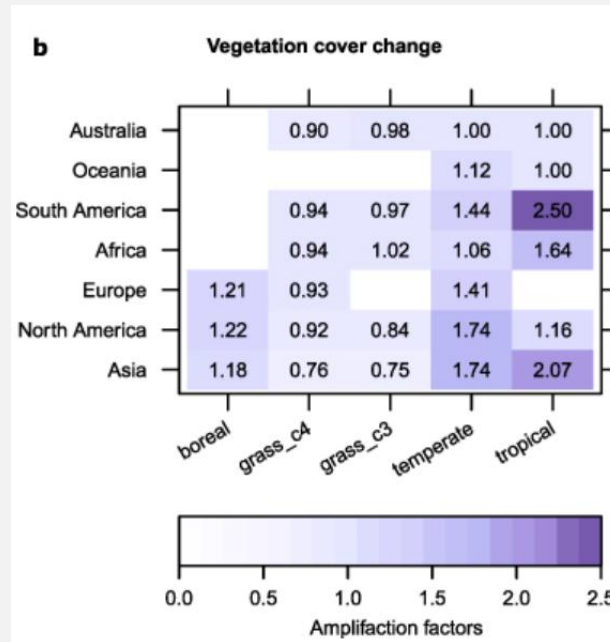 b Vegetation cover change
Australia 0.90 0.98 1.00 1.00
Oceania 1.12 1.00
South America 0.94 0.97 1.44 2.50
Africa 0.94 1.02 1.06 1.64
Europe 1.21 0.93 1.41
North America 1.22 0.92 0.84 1.74 1.16
Asia 1.18 0.76 0.75 1.74 2.07
boreal grass_c4 grass_c3 temperate tropical
0.0 0.5 1.0 1.5 2.0 2.5
Amplifaction factors